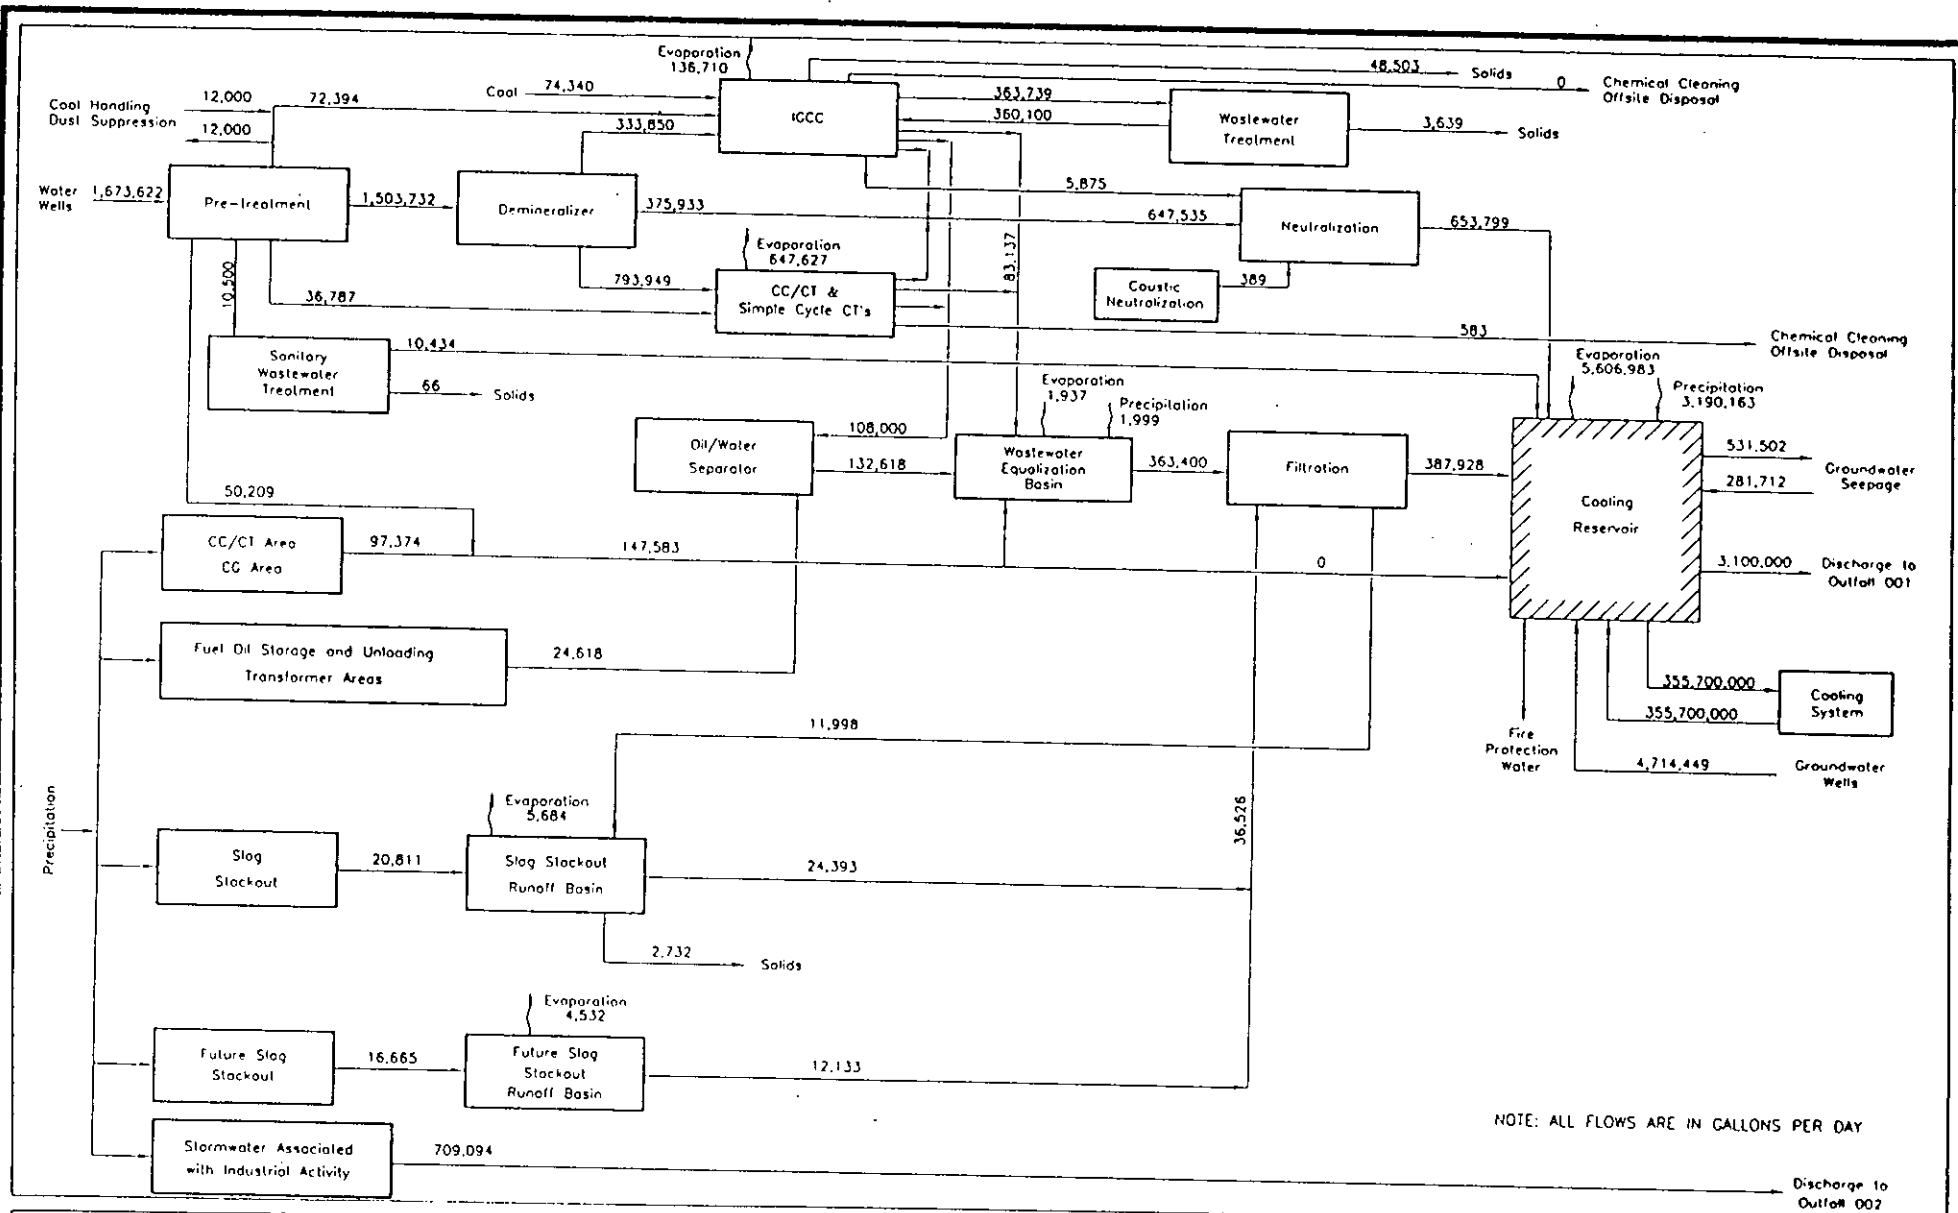 Evaporation
136,710
48,503
Solids
0
Chemical Cleaning
Offsite Disposal
Coal Handling
Dust Suppression
12,000
12,000
72,394
Coal
74,340
IGCC
363,739
360,100
Wastewater
Treatment
3,639
Solids
333,850
Water
Wells
1,673,622
Pre-treatment
1,503,732
Demineralizer
375,933
5,875
647,535
Neutralization
653,799
Evaporation
647,627
83,137
10,500
36,787
793,949
CC/CT &
Simple Cycle CT's
Caustic
Neutralization
389
583
Chemical Cleaning
Offsite Disposal
Sanitary
Wastewater
Treatment
10,434
66
Solids
Evaporation
5,606,983
Precipitation
3,190,163
Evaporation
1,937
Precipitation
1,999
Oil/Water
Separator
108,000
132,618
Wastewater
Equalization
Basin
363,400
Filtration
387,928
Cooling
Reservoir
531,502
281,712
Groundwater
Seepage
50,209
CC/CT Area
CG Area
97,374
147,583
0
3,100,000
Discharge to
Outfall 001
Fuel Oil Storage and Unloading
Transformer Areas
24,618
355,700,000
355,700,000
Cooling
System
Fire
Protection
Water
4,714,449
Groundwater
Wells
11,998
Precipitation
Evaporation
5,684
Slag
Stackout
20,811
Slag Stackout
Runoff Basin
24,393
36,526
2,732
Solids
Evaporation
4,532
Future Slag
Stackout
16,665
Future Slag
Stackout
Runoff Basin
12,133
NOTE: ALL FLOWS ARE IN GALLONS PER DAY
Stormwater Associated
with Industrial Activity
709,094
Discharge to
Outfall 002